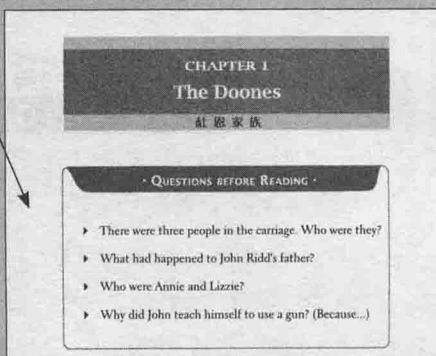 CHAPTER 1
The Doones
杜恩家族
· QUESTIONS BEFORE READING ·
There were three people in the carriage. Who were they?
What had happened to John Ridd's father?
Who were Annie and Lizzie?
Why did John teach himself to use a gun? (Because...)